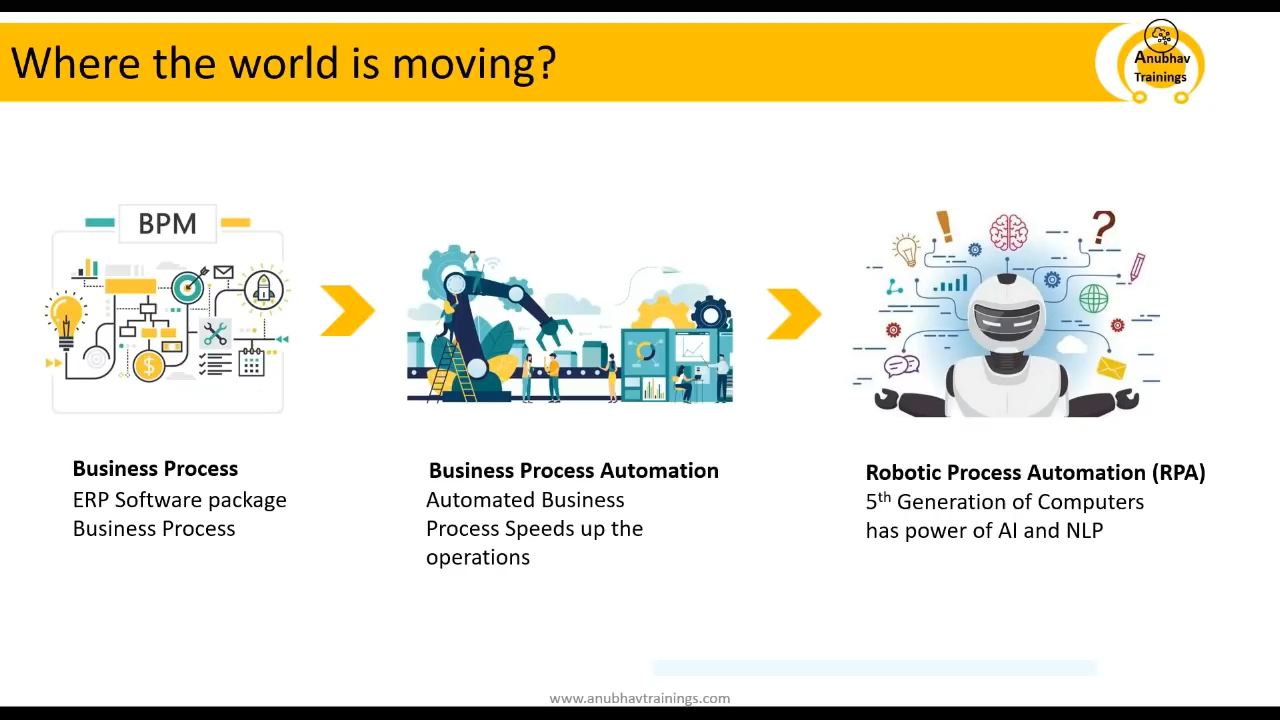 Where the world is moving?
Anubhav
Trainings
BPM
$
?
Business Process
ERP Software package
Business Process
Business Process Automation
Automated Business
Process Speeds up the
operations
Robotic Process Automation (RPA)
5th Generation of Computers
has power of AI and NLP
www.anubhavtrainings.com